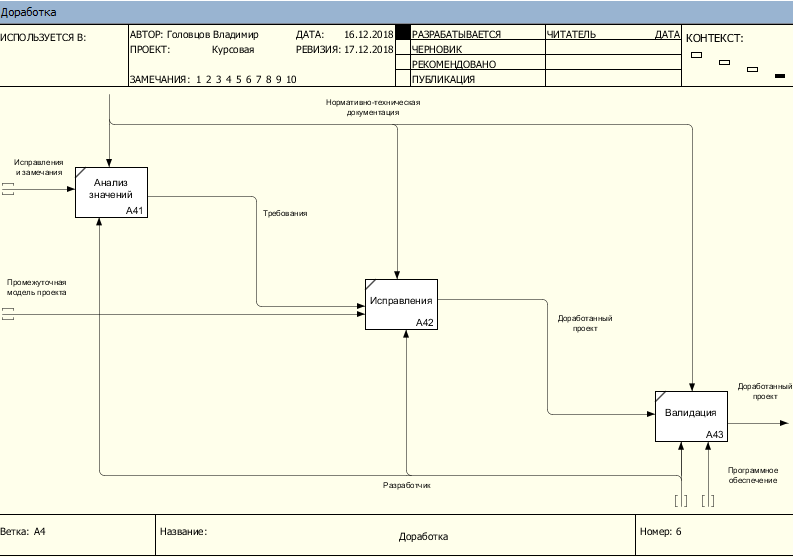 Доработка
ИСПОЛЬЗУЕТСЯ В:
АВТОР: Головцов Владимир
ДАТА: 16.12.2018
ПРОЕКТ: Курсовая
РЕВИЗИЯ: 17.12.2018
ЗАМЕЧАНИЯ: 1 2 3 4 5 6 7 8 9 10
РАЗРАБАТЫВАЕТСЯ
ЧЕРНОВИК
РЕКОМЕНДОВАНО
ПУБЛИКАЦИЯ
ЧИТАТЕЛЬ
ДАТА
КОНТЕКСТ:
Нормативно-техническая
документация
Исправления
и замечания
Анализ
значений
A41
Требования
Промежуточная
модель проекта
Исправления
A42
Доработанный
проект
Доработанный
проект
Валидация
A43
Программное
обеспечение
Разработчик
Ветка: A4
Название:
Доработка
Номер: 6